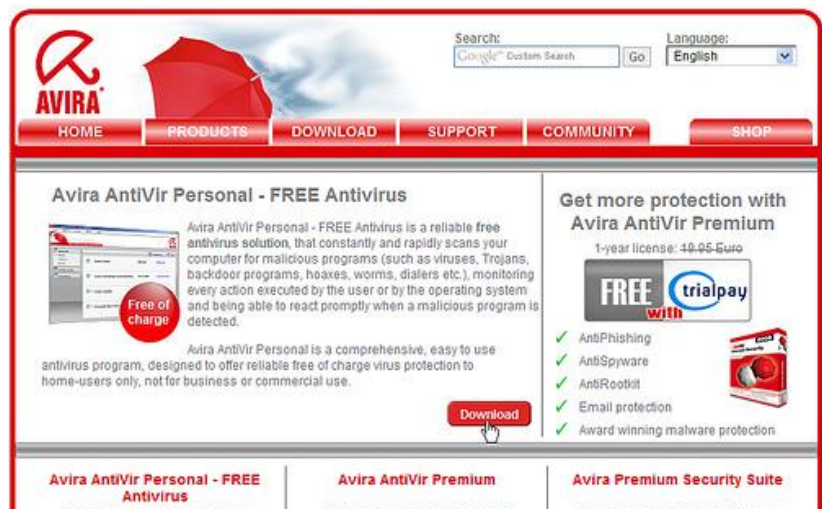 Search:
Language:
Google™ Custom Search
Go
English
AVIRA
HOME
PRODUCTS
DOWNLOAD
SUPPORT
COMMUNITY
SHOP
Avira AntiVir Personal - FREE Antivirus
Avira AntiVir Personal - FREE Antivirus is a reliable free
antivirus solution, that constantly and rapidly scans your
computer for malicious programs (such as viruses, Trojans,
backdoor programs, hoaxes, worms, dialers etc.), monitoring
every action executed by the user or by the operating system
and being able to react promptly when a malicious program is
detected.
Free of
charge
Avira AntiVir Personal is a comprehensive, easy to use
antivirus program, designed to offer reliable free of charge virus protection to
home-users only, not for business or commercial use.
Download
Get more protection with
Avira AntiVir Premium
1-year license: 19.95 Euro
FREE
with
trialpay
AntiPhishing
AntiSpyware
AntiRootkit
Email protection
Award winning malware protection
Avira AntiVir Personal - FREE
Antivirus
Avira AntiVir Premium
Avira Premium Security Suite